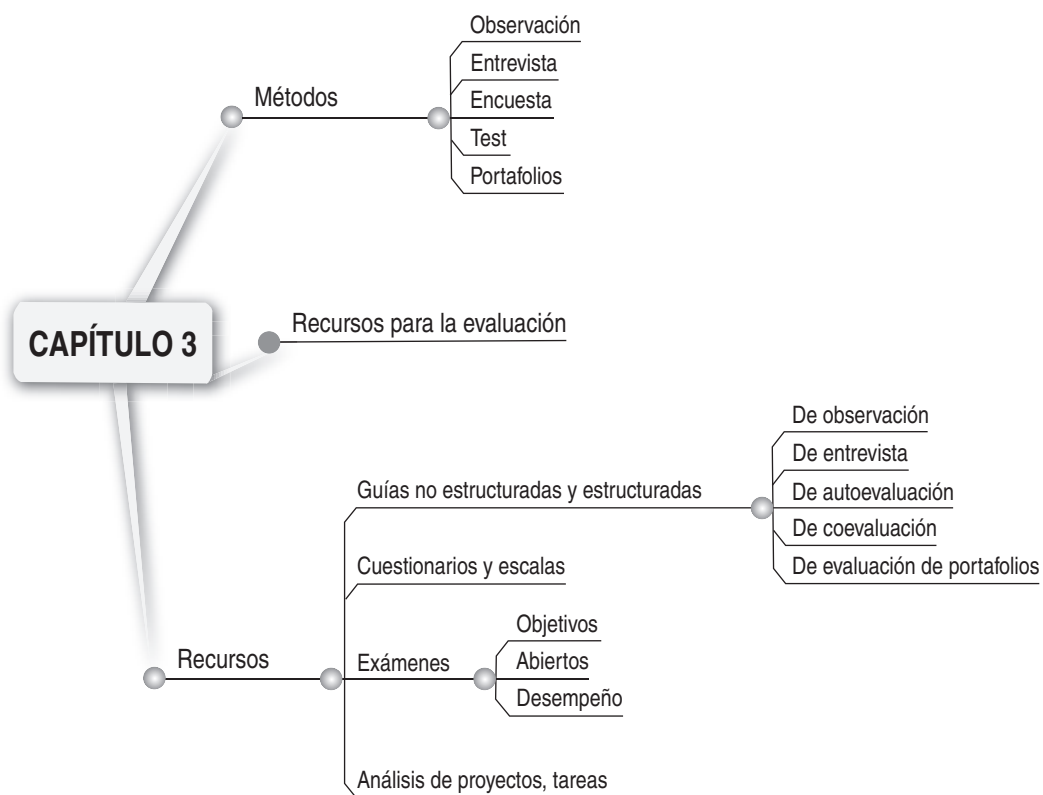 Observación
Entrevista
Métodos
Encuesta
Test
Portafolios
CAPÍTULO 3
Recursos para la evaluación
De observación
De entrevista
Guías no estructuradas y estructuradas
De autoevaluación
De coevaluación
De evaluación de portafolios
Cuestionarios y escalas
Recursos
Exámenes
Objetivos
Abiertos
Desempeño
Análisis de proyectos, tareas